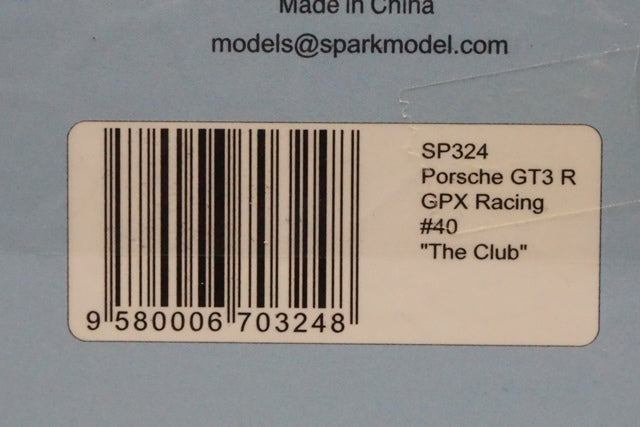 Made in China
models@sparkmodel.com
SP324
Porsche GT3 R
GPX Racing
#40
"The Club"
9 580006 703248